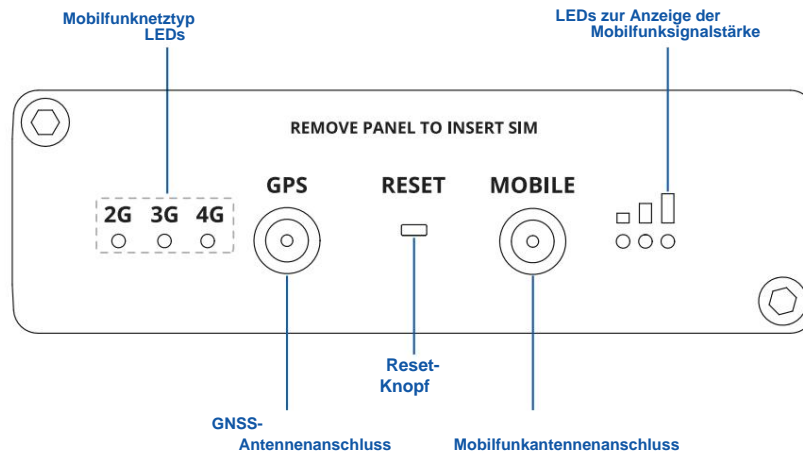 Mobilfunknetztyp
LEDs
LEDs zur Anzeige der
Mobilfunksignalstärke
REMOVE PANEL TO INSERT SIM
GPS RESET MOBILE
2G 3G 4G
Reset-
Knopf
GNSS-
Antennenanschluss
Mobilfunkantennenanschluss